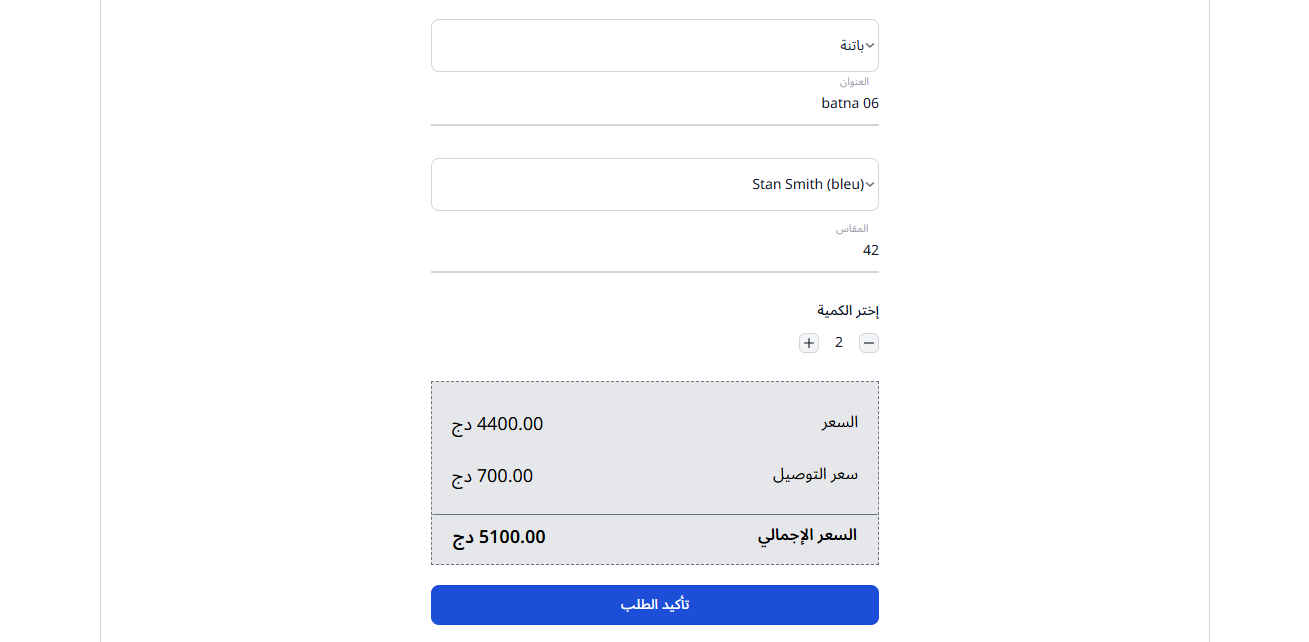 باتنة
العنوان
batna 06
Stan Smith (bleu)
المقاس
42
إختر الكمية
− 2 +
السعر 4400.00 دج
سعر التوصيل 700.00 دج
السعر الإجمالي 5100.00 دج
تأكيد الطلب